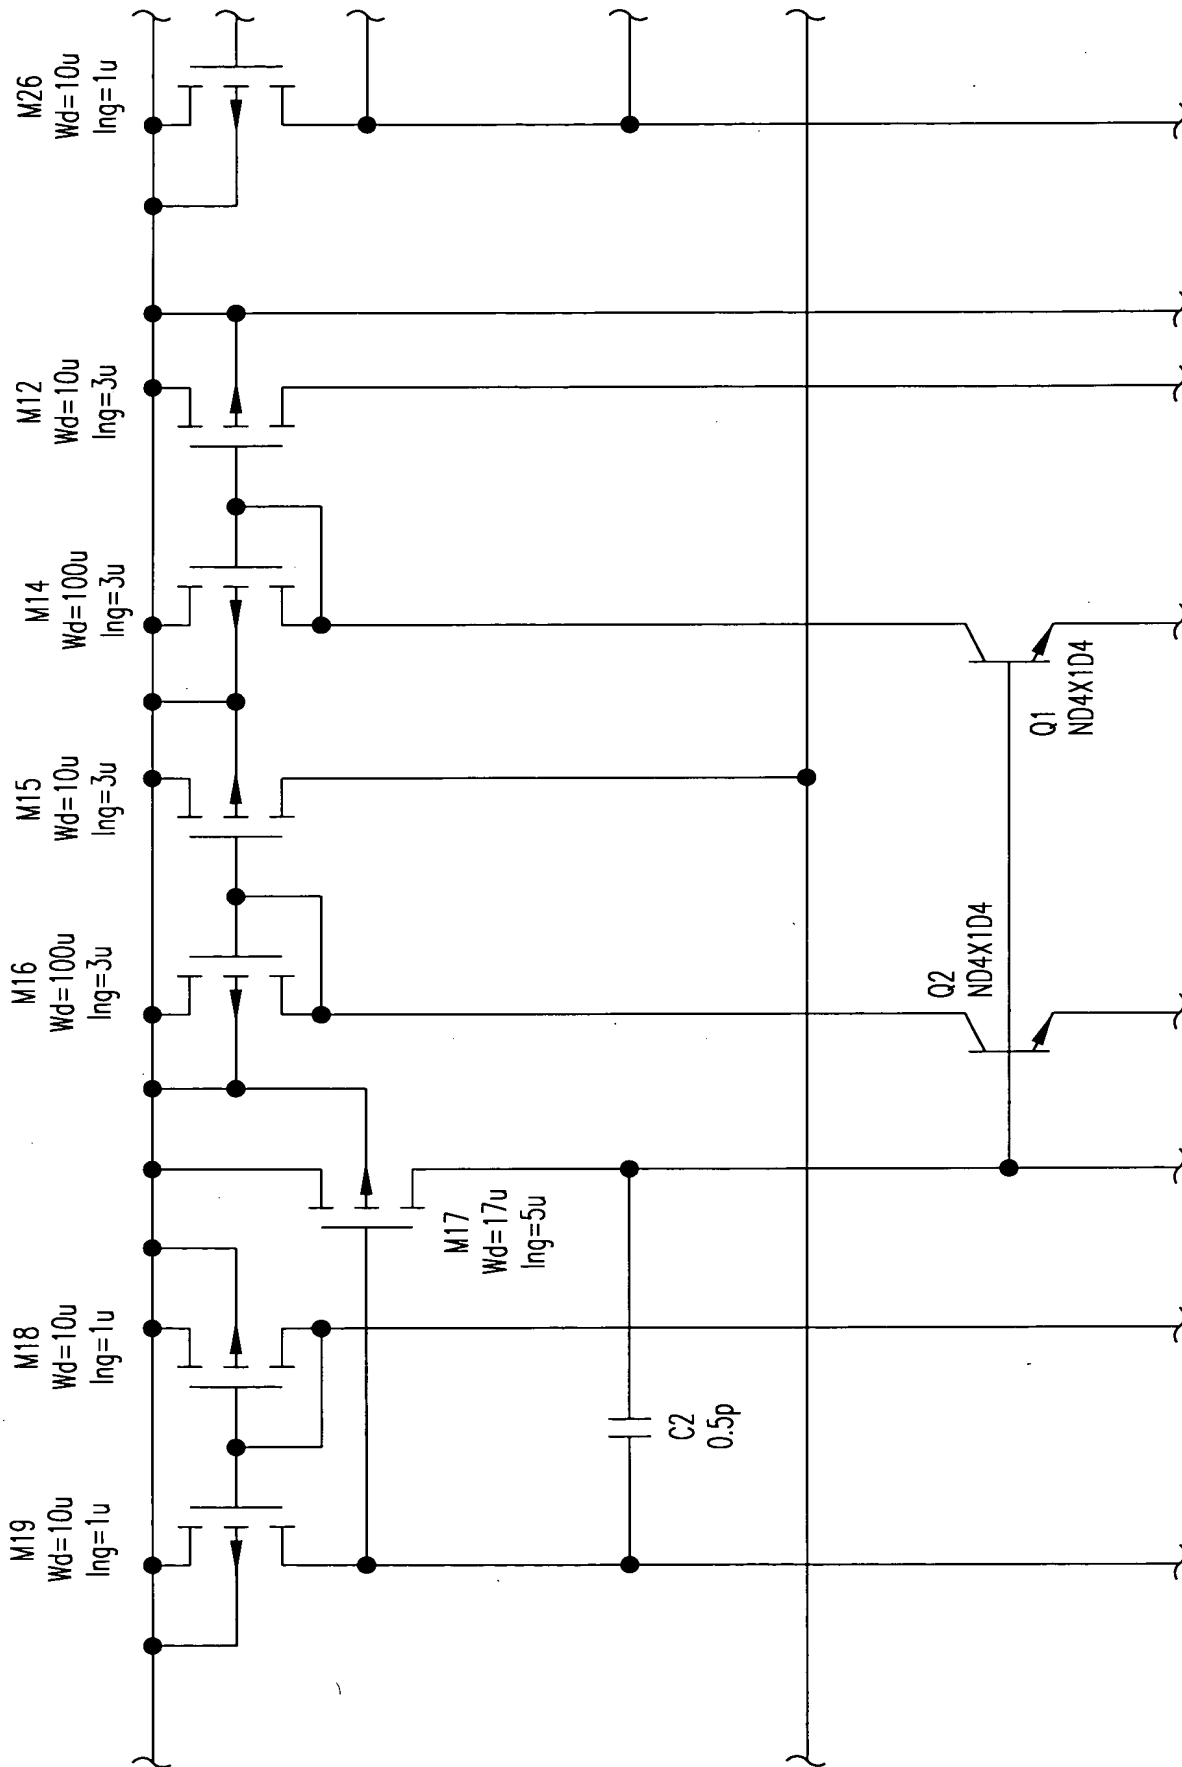 M19
Wd=10u
lng=1u
M18
Wd=10u
lng=1u
M17
Wd=17u
lng=5u
C2
0.5p
M16
Wd=100u
lng=3u
M15
Wd=10u
lng=3u
M14
Wd=100u
lng=3u
M12
Wd=10u
lng=3u
M26
Wd=10u
lng=1u
Q2
ND4X1D4
Q1
ND4X1D4